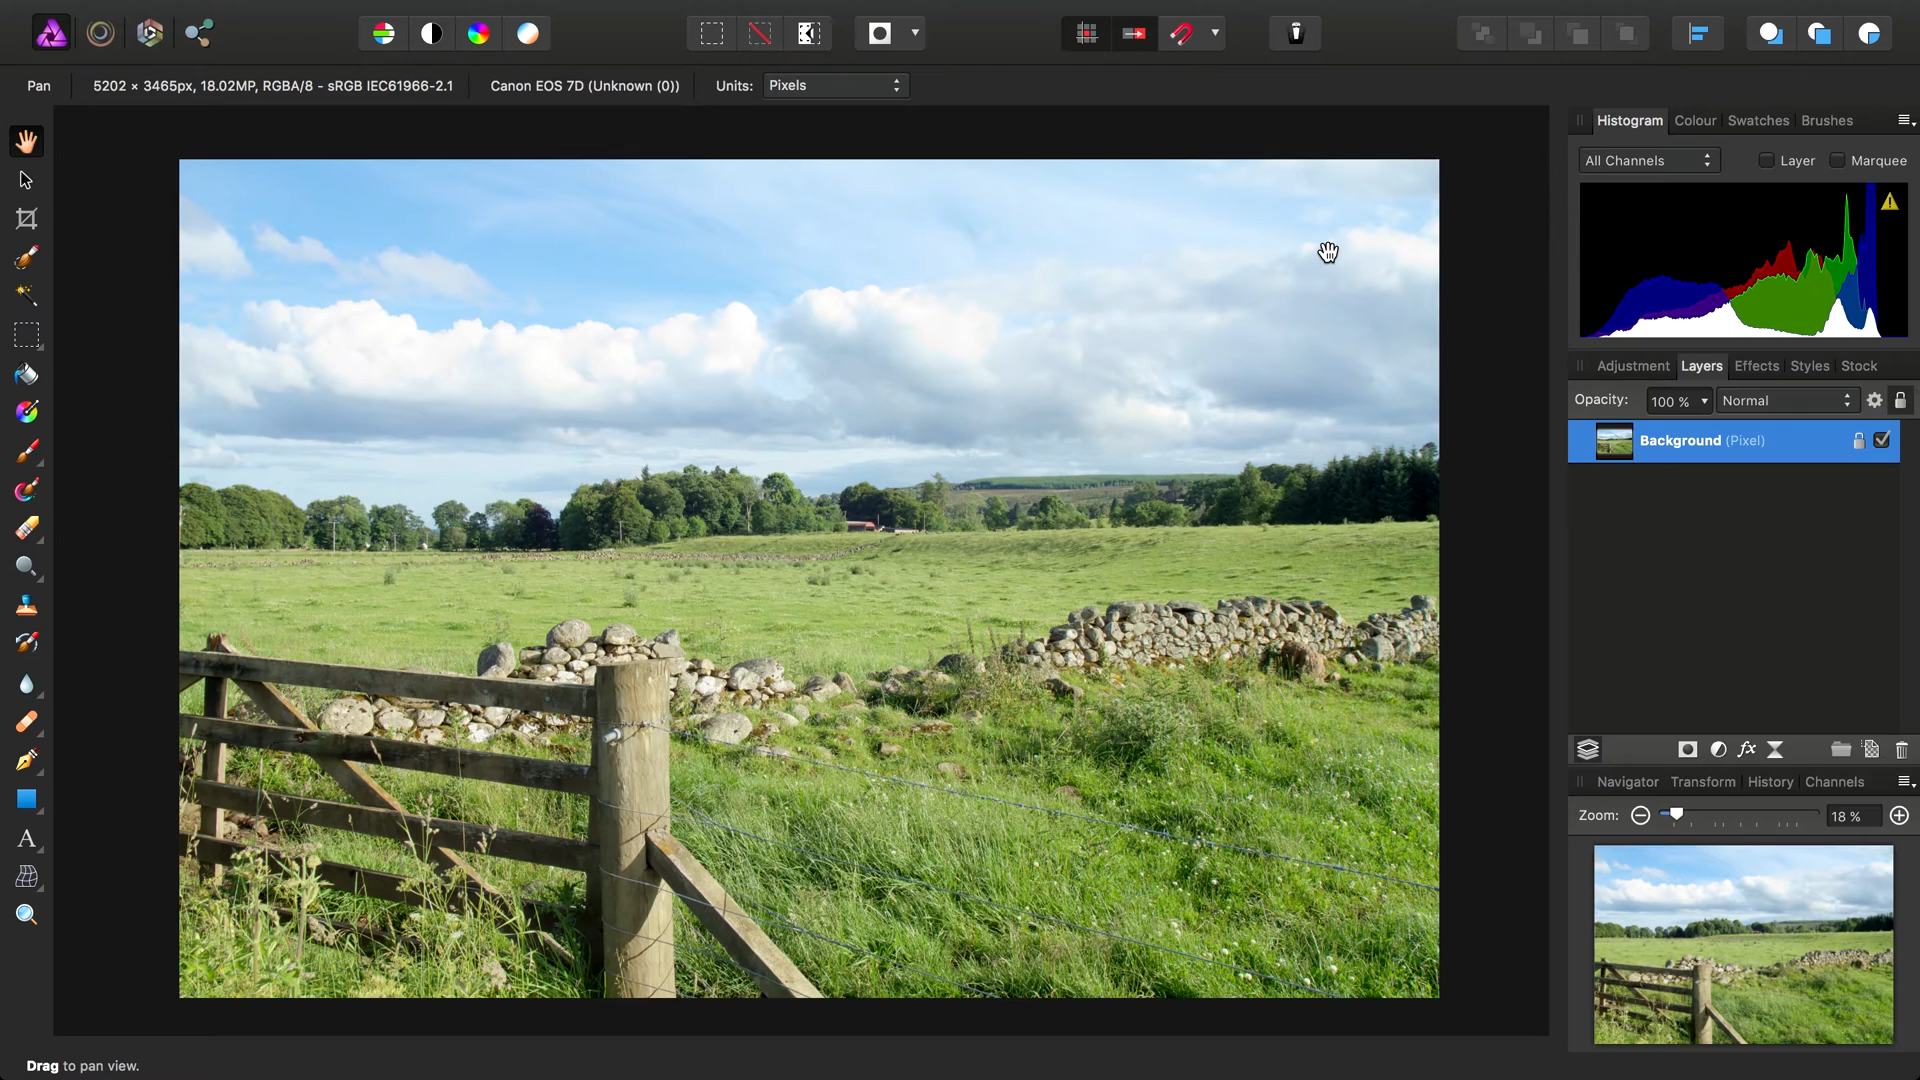 Pan
5202 × 3465px, 18.02MP, RGBA/8 - sRGB IEC61966-2.1
Canon EOS 7D (Unknown (0))
Units:
Pixels
Histogram
Colour
Swatches
Brushes
All Channels
Layer
Marquee
Adjustment
Layers
Effects
Styles
Stock
Opacity:
100 %
Normal
Background (Pixel)
fx
Navigator
Transform
History
Channels
Zoom:
18 %
A
Drag to pan view.